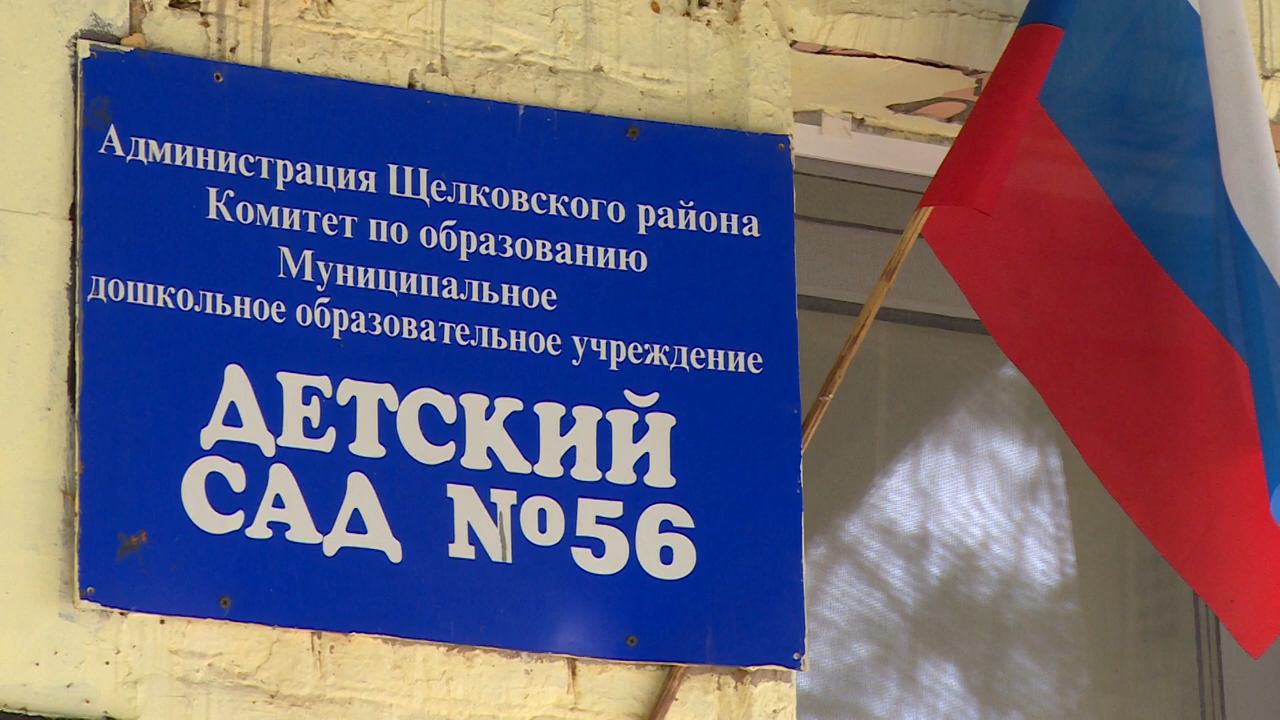 Администрация Щелковского района
Комитет по образованию
Муниципальное
дошкольное образовательное учреждение
ДЕТСКИЙ
САД №56